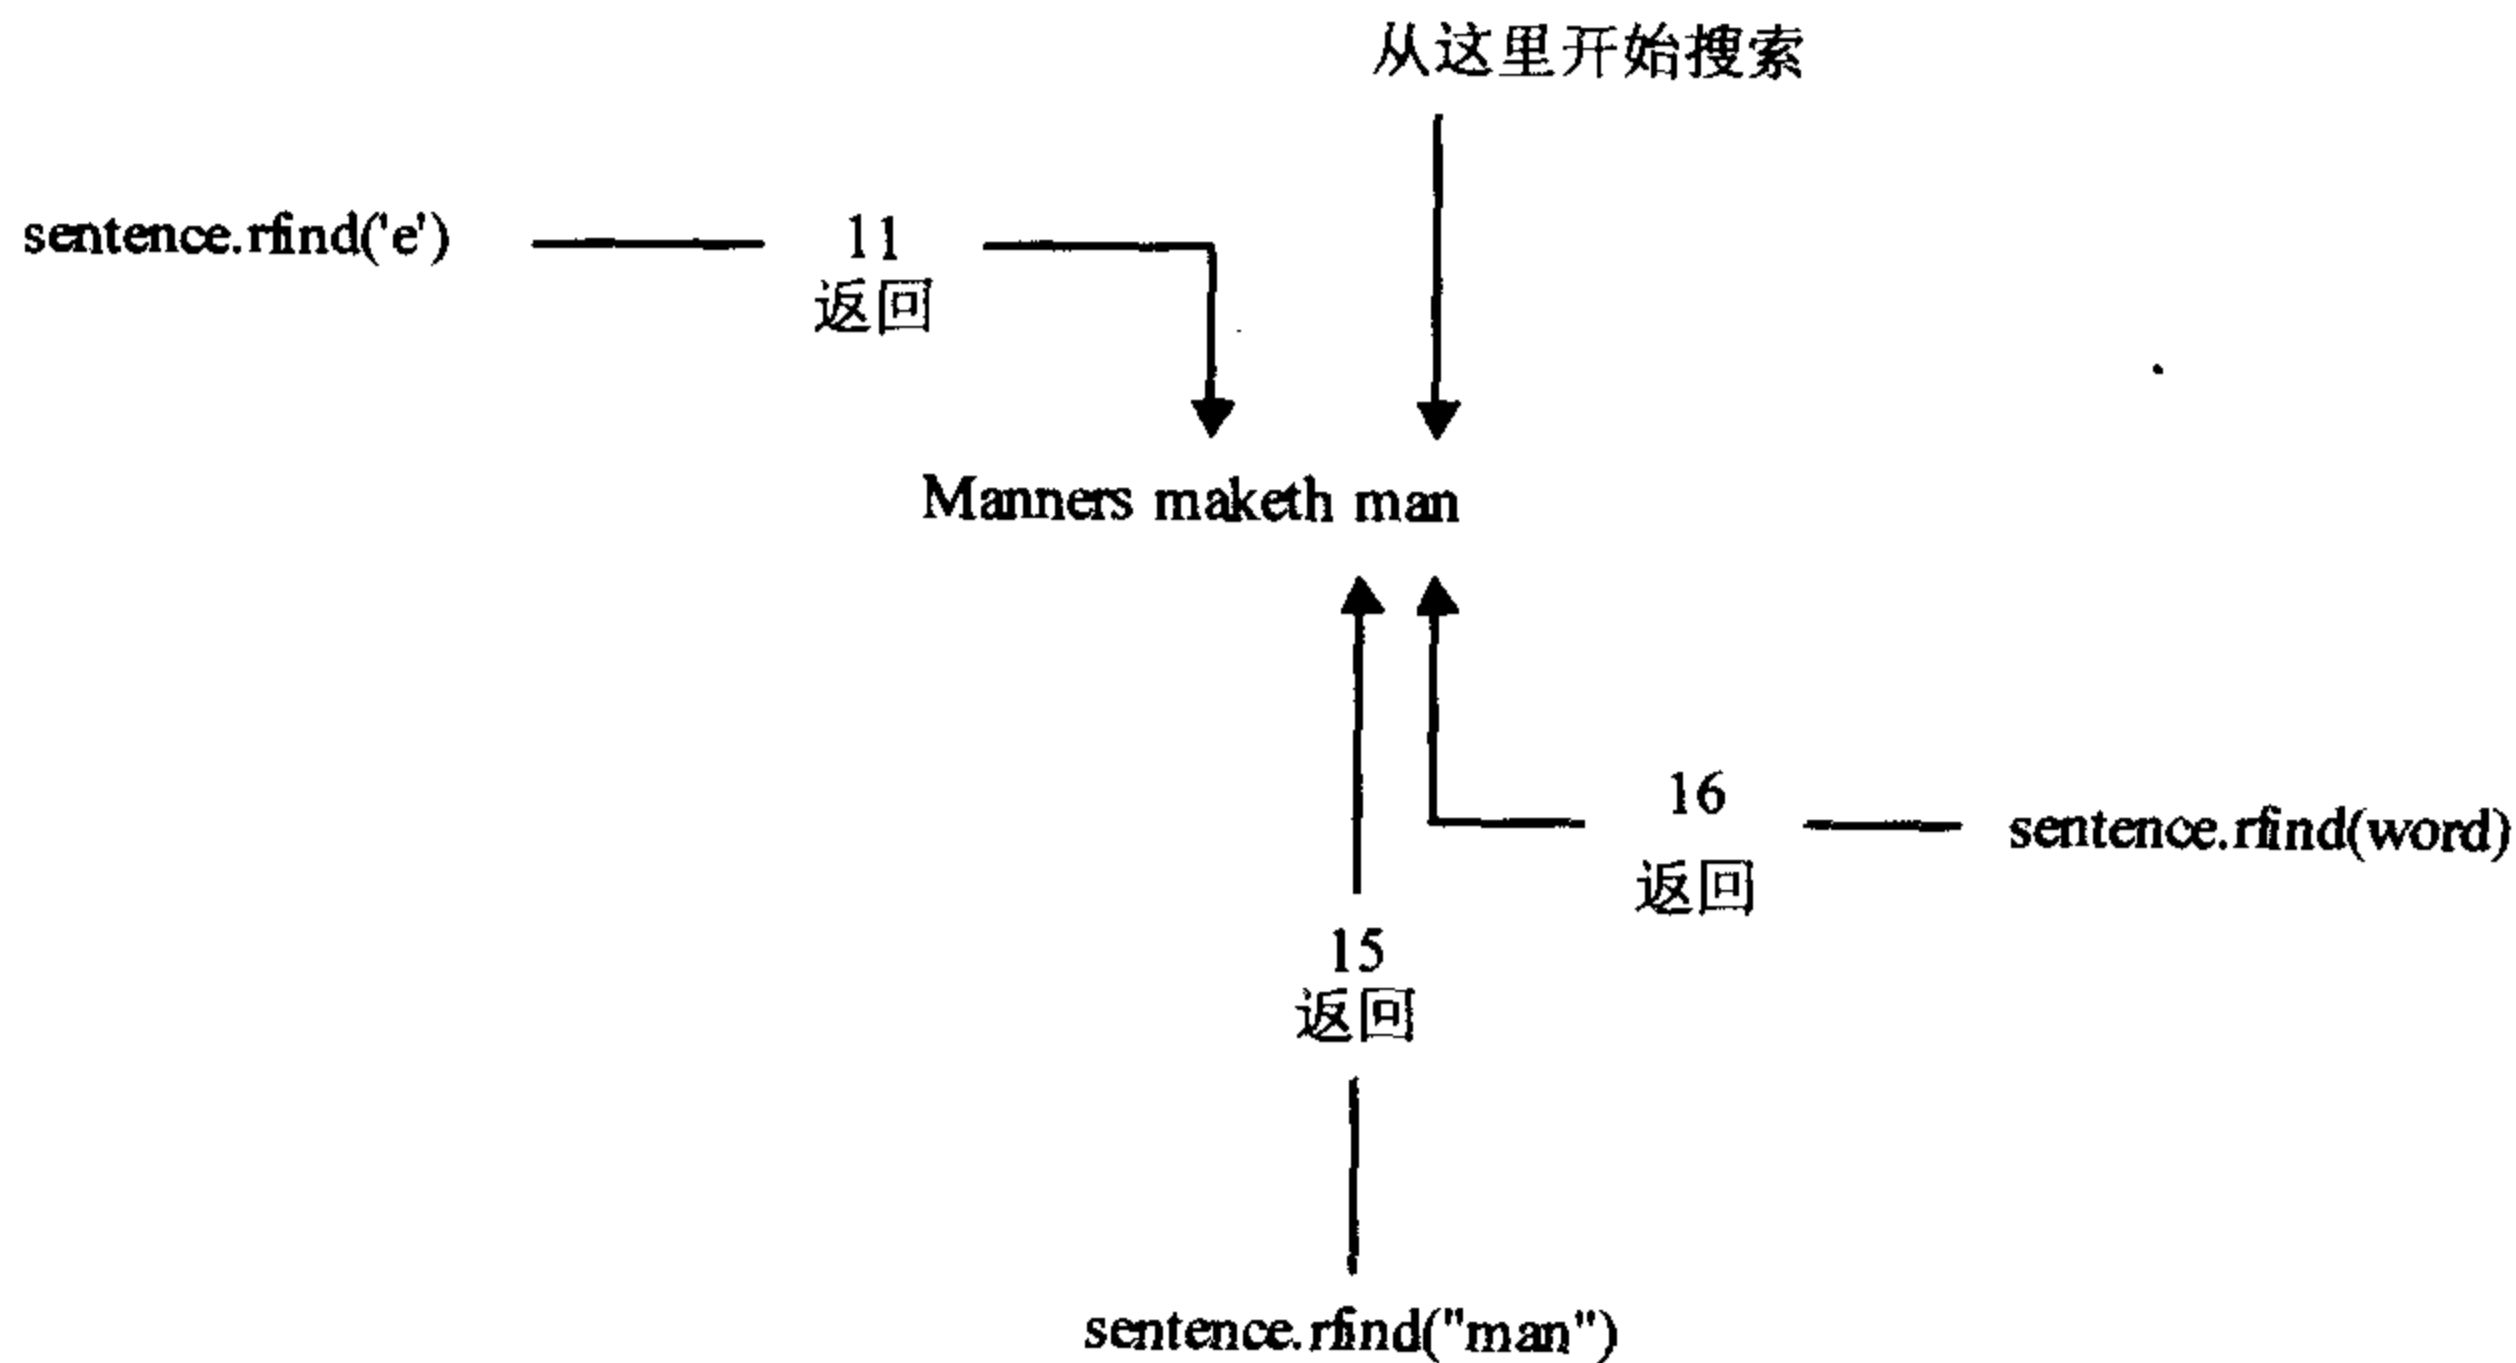 从这里开始搜索
sentence.rfind('e')
11
返回
Manners maketh man
16
返回
sentence.rfind(word)
15
返回
sentence.rfind("man")